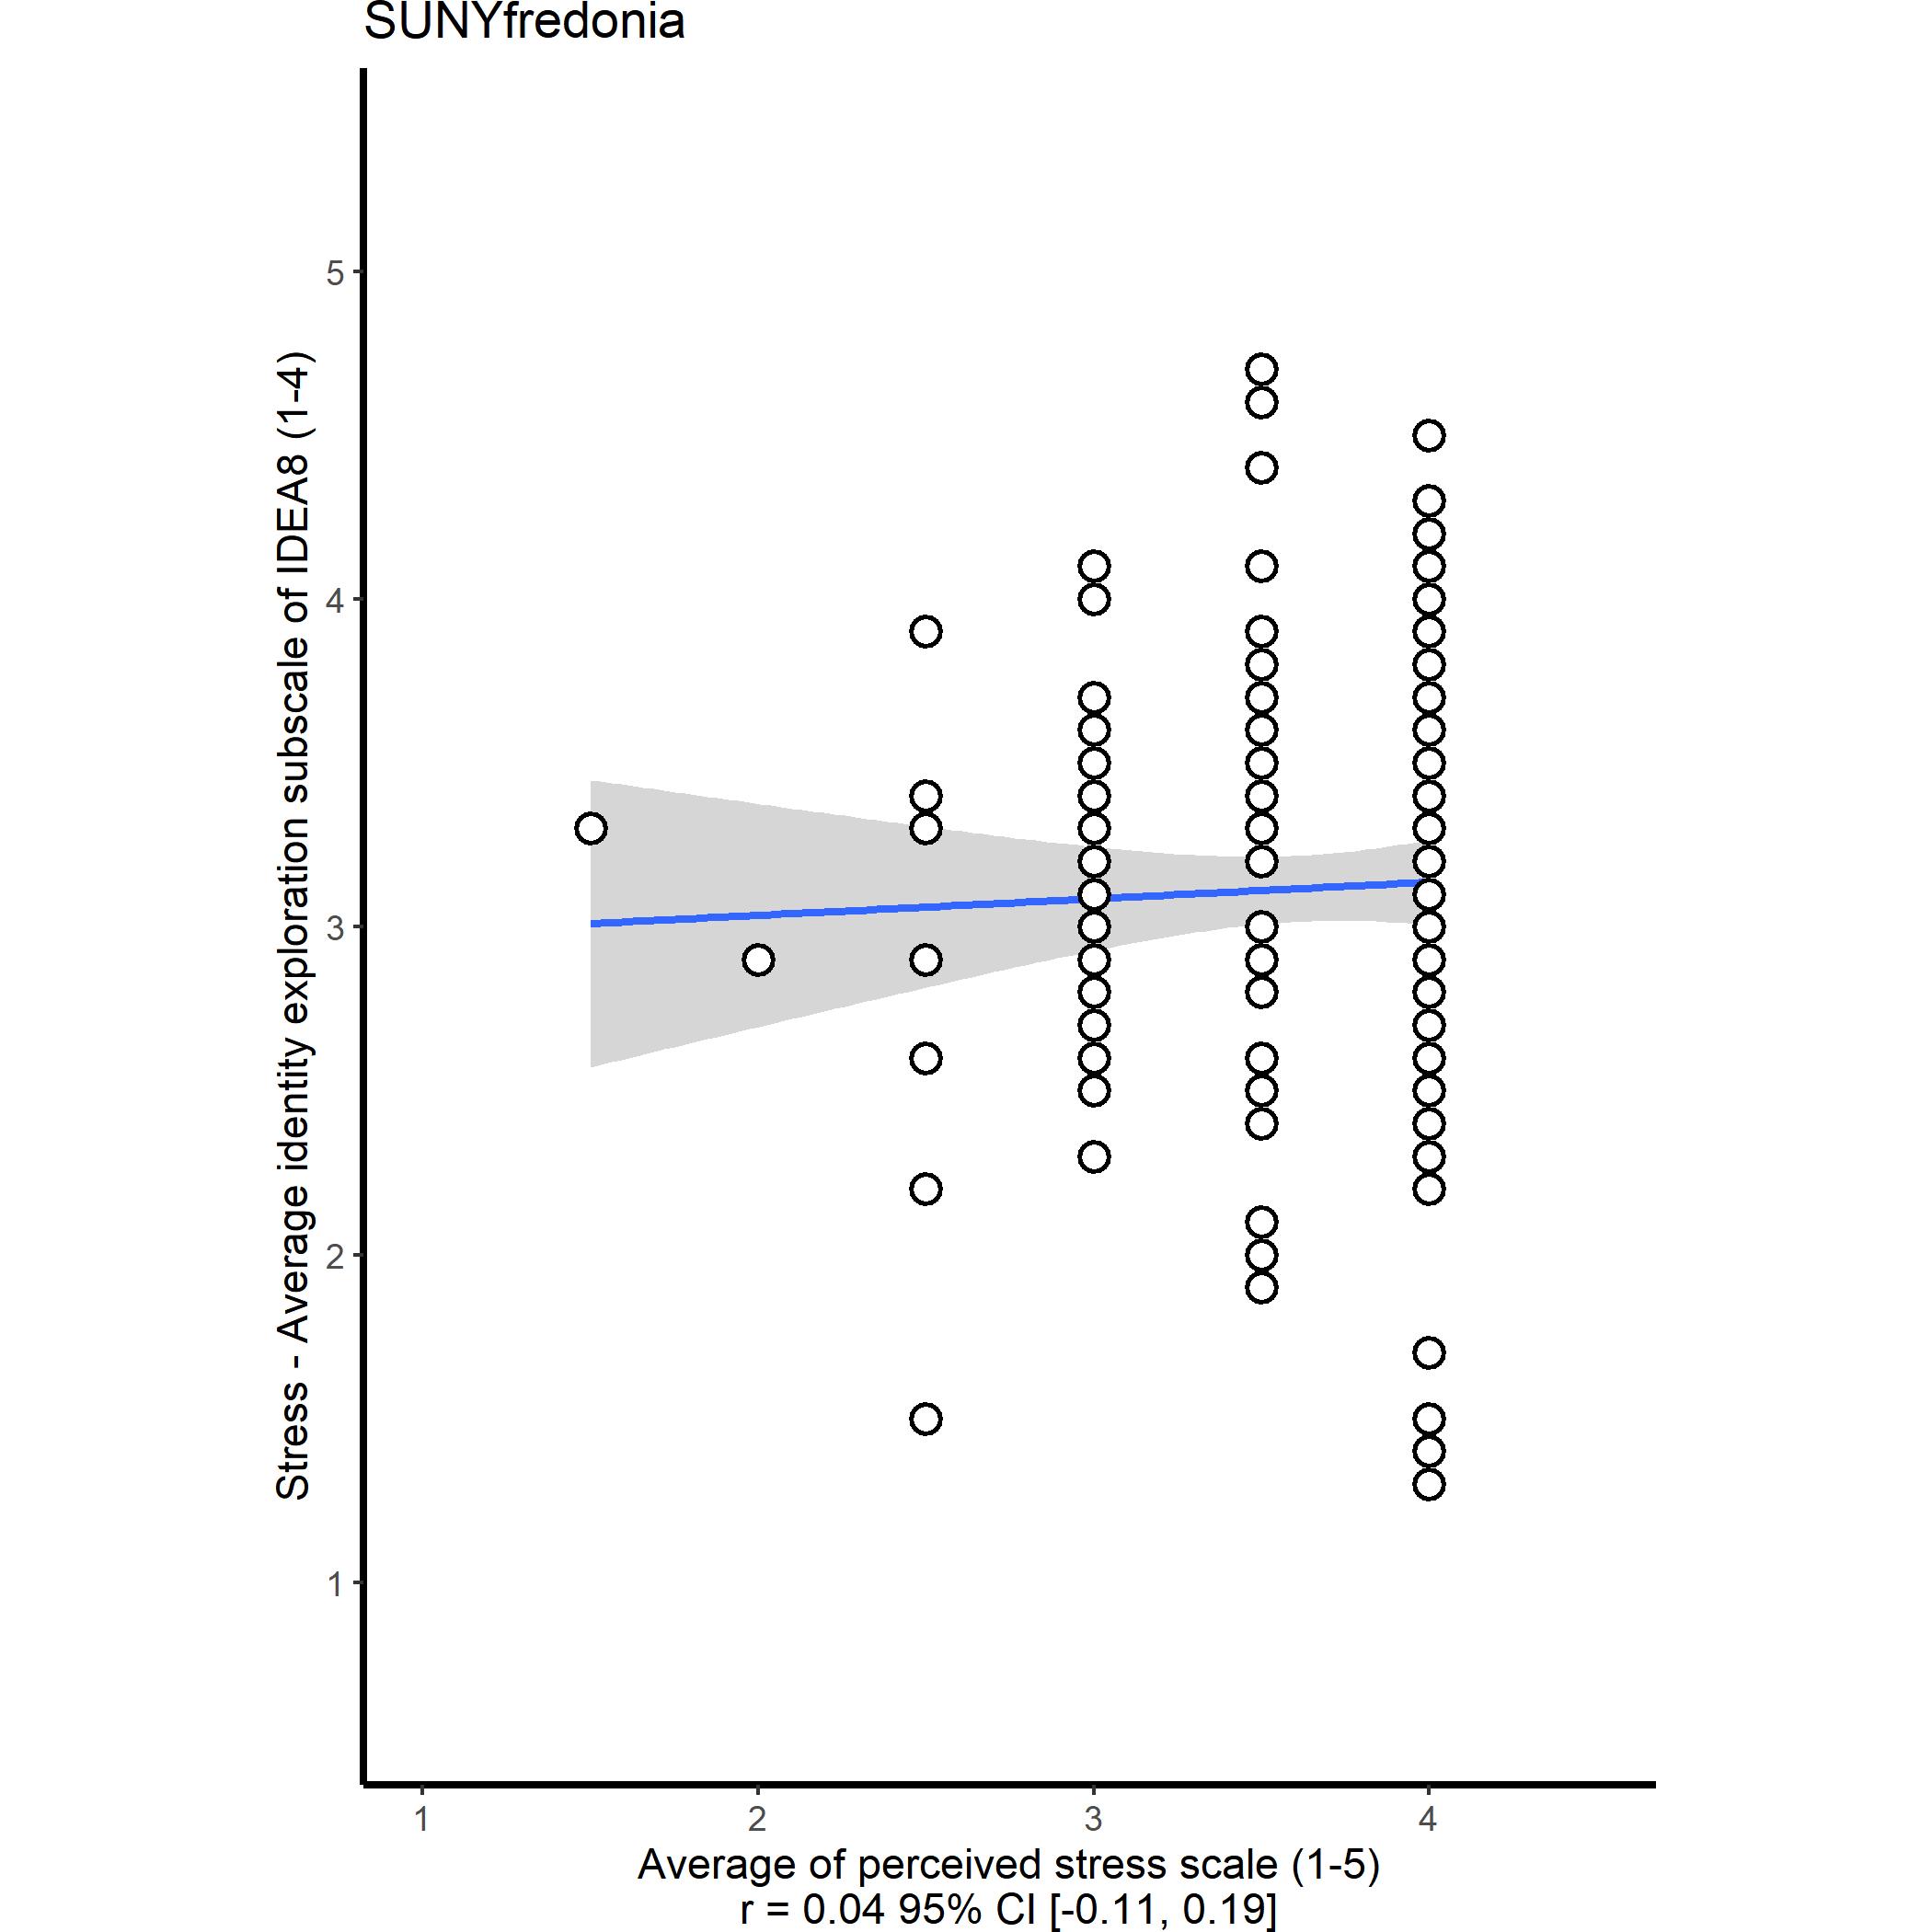 SUNYfredonia
Stress - Average identity exploration subscale of IDEA8 (1-4)
5
4
3
2
1
1 2 3 4
Average of perceived stress scale (1-5)
r = 0.04 95% CI [-0.11, 0.19]